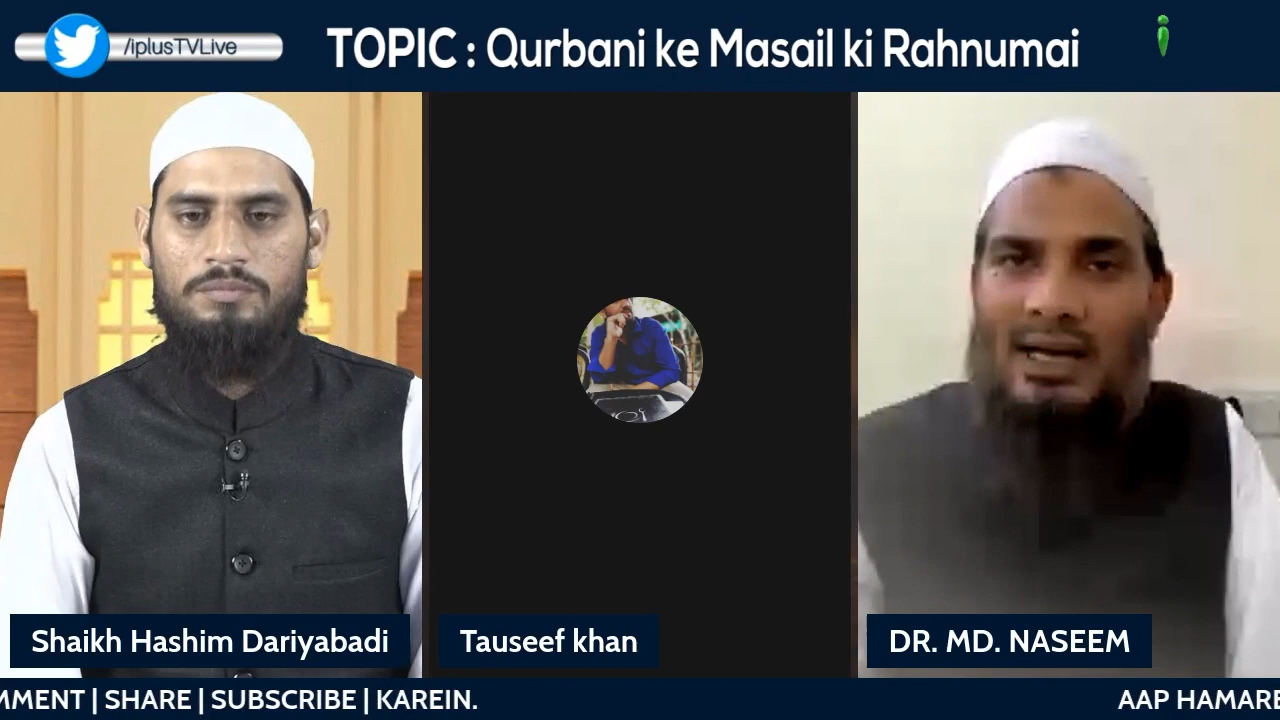 /iplusTVLive
TOPIC : Qurbani ke Masail ki Rahnumai
Shaikh Hashim Dariyabadi
Tauseef khan
DR. MD. NASEEM
MMENT | SHARE | SUBSCRIBE | KAREIN.
AAP HAMARE